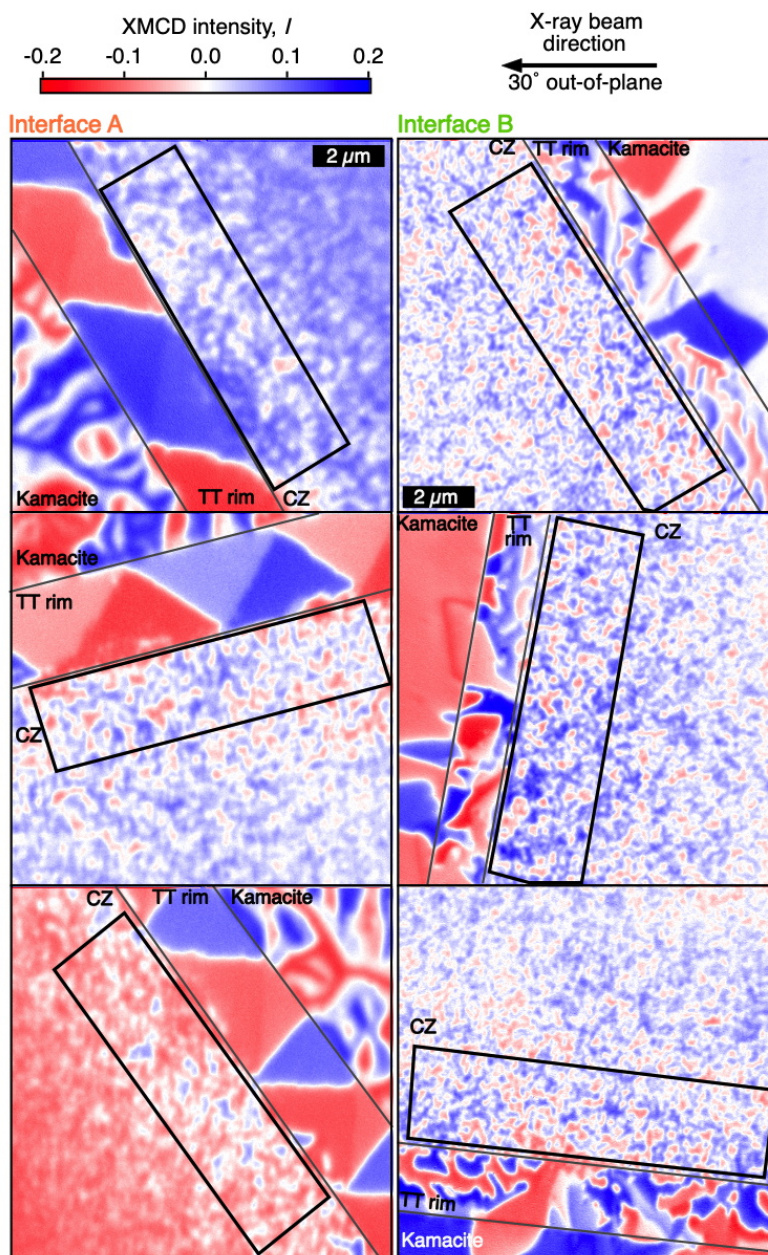 XMCD intensity, I
-0.2 -0.1 0.0 0.1 0.2
X-ray beam
direction
30° out-of-plane
Interface A
2 µm
Kamacite
TT rim
CZ
Interface B
CZ
TT rim
Kamacite
2 µm
Kamacite
TT rim
CZ
Kamacite
TT
rim
CZ
CZ
TT rim
Kamacite
CZ
TT rim
Kamacite